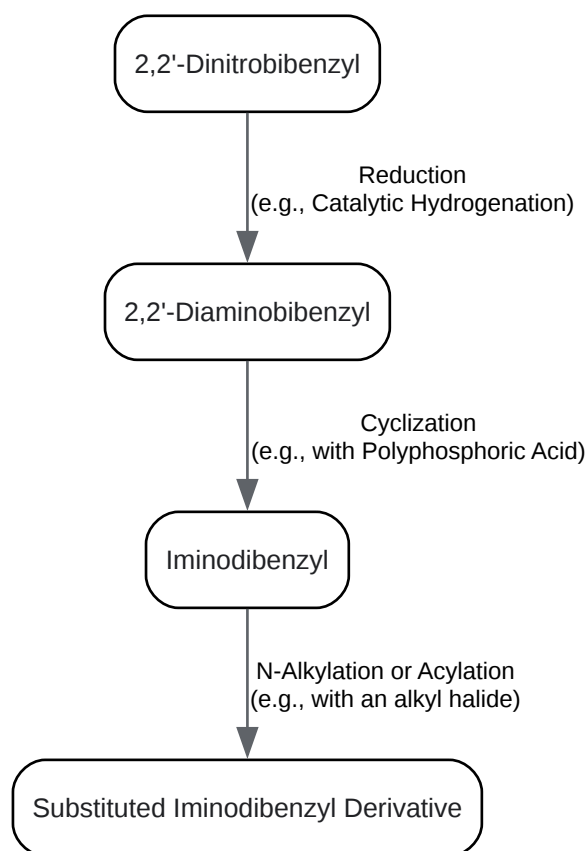 2,2'-Dinitrobibenzyl
Reduction
(e.g., Catalytic Hydrogenation)
2,2'-Diaminobibenzyl
Cyclization
(e.g., with Polyphosphoric Acid)
Iminodibenzyl
N-Alkylation or Acylation
(e.g., with an alkyl halide)
Substituted Iminodibenzyl Derivative